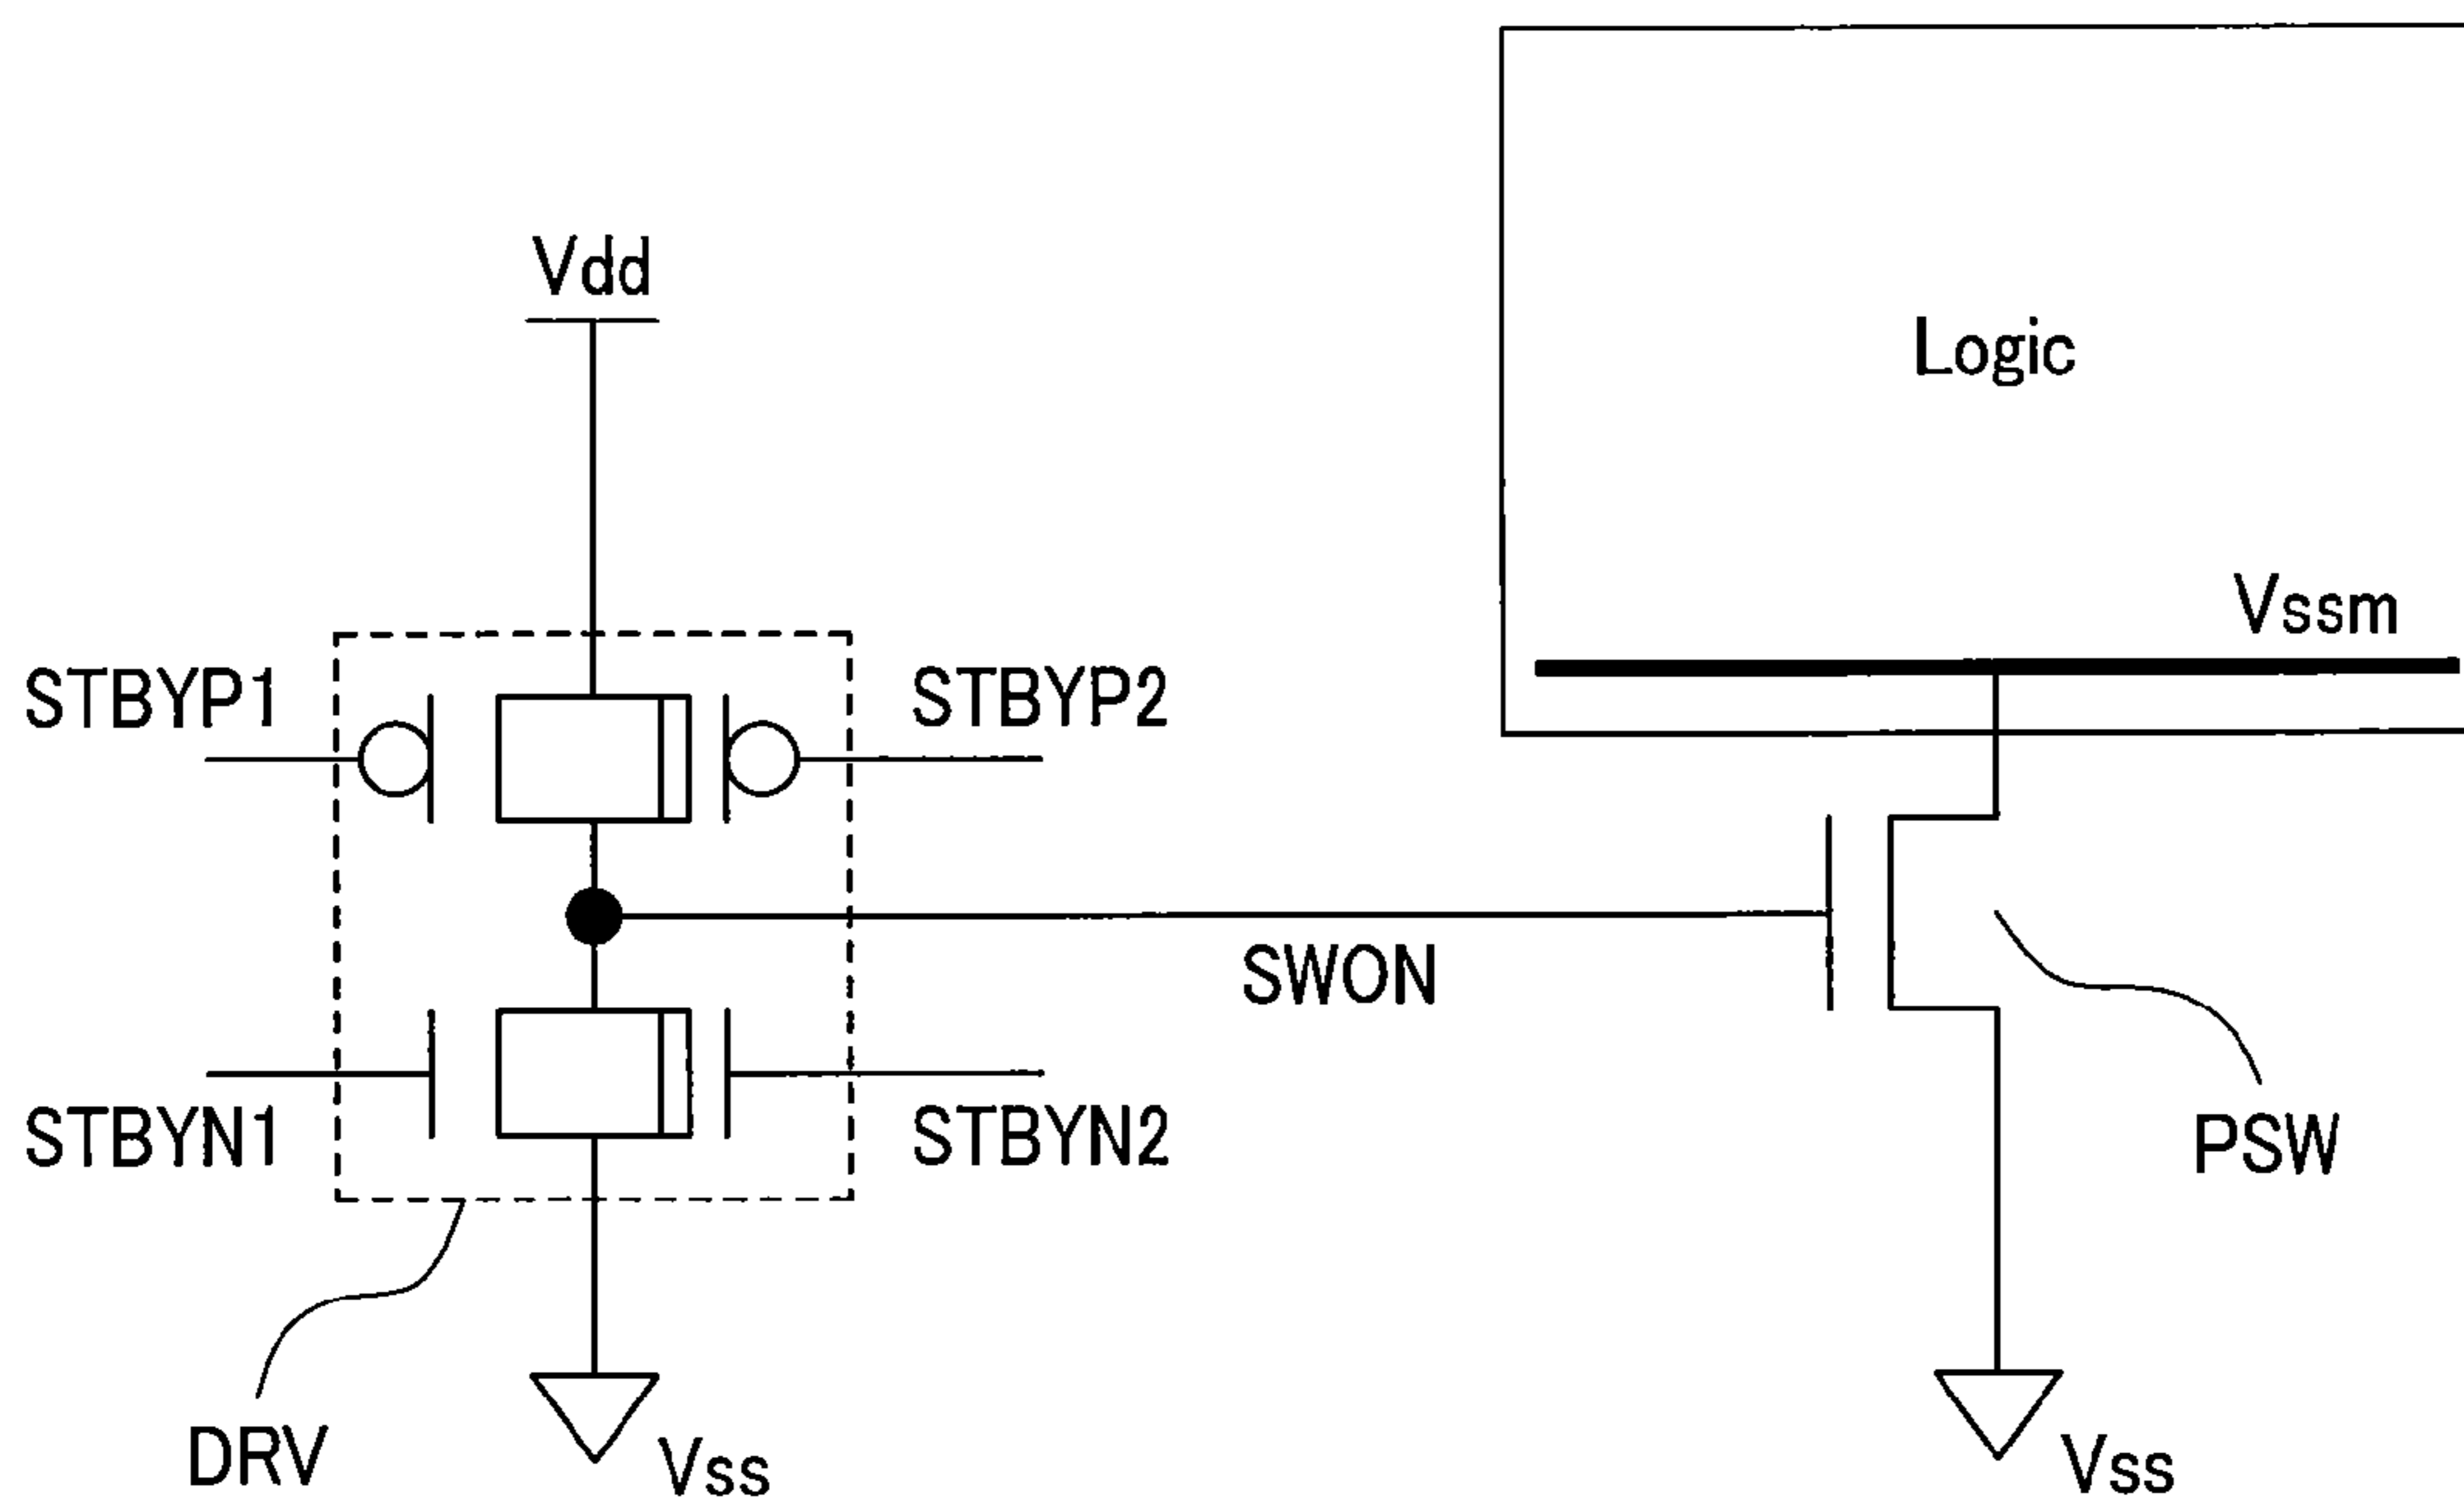 Vdd
Logic
Vssm
STBYP1
STBYP2
SWON
STBYN1
STBYN2
PSW
DRV
Vss
Vss